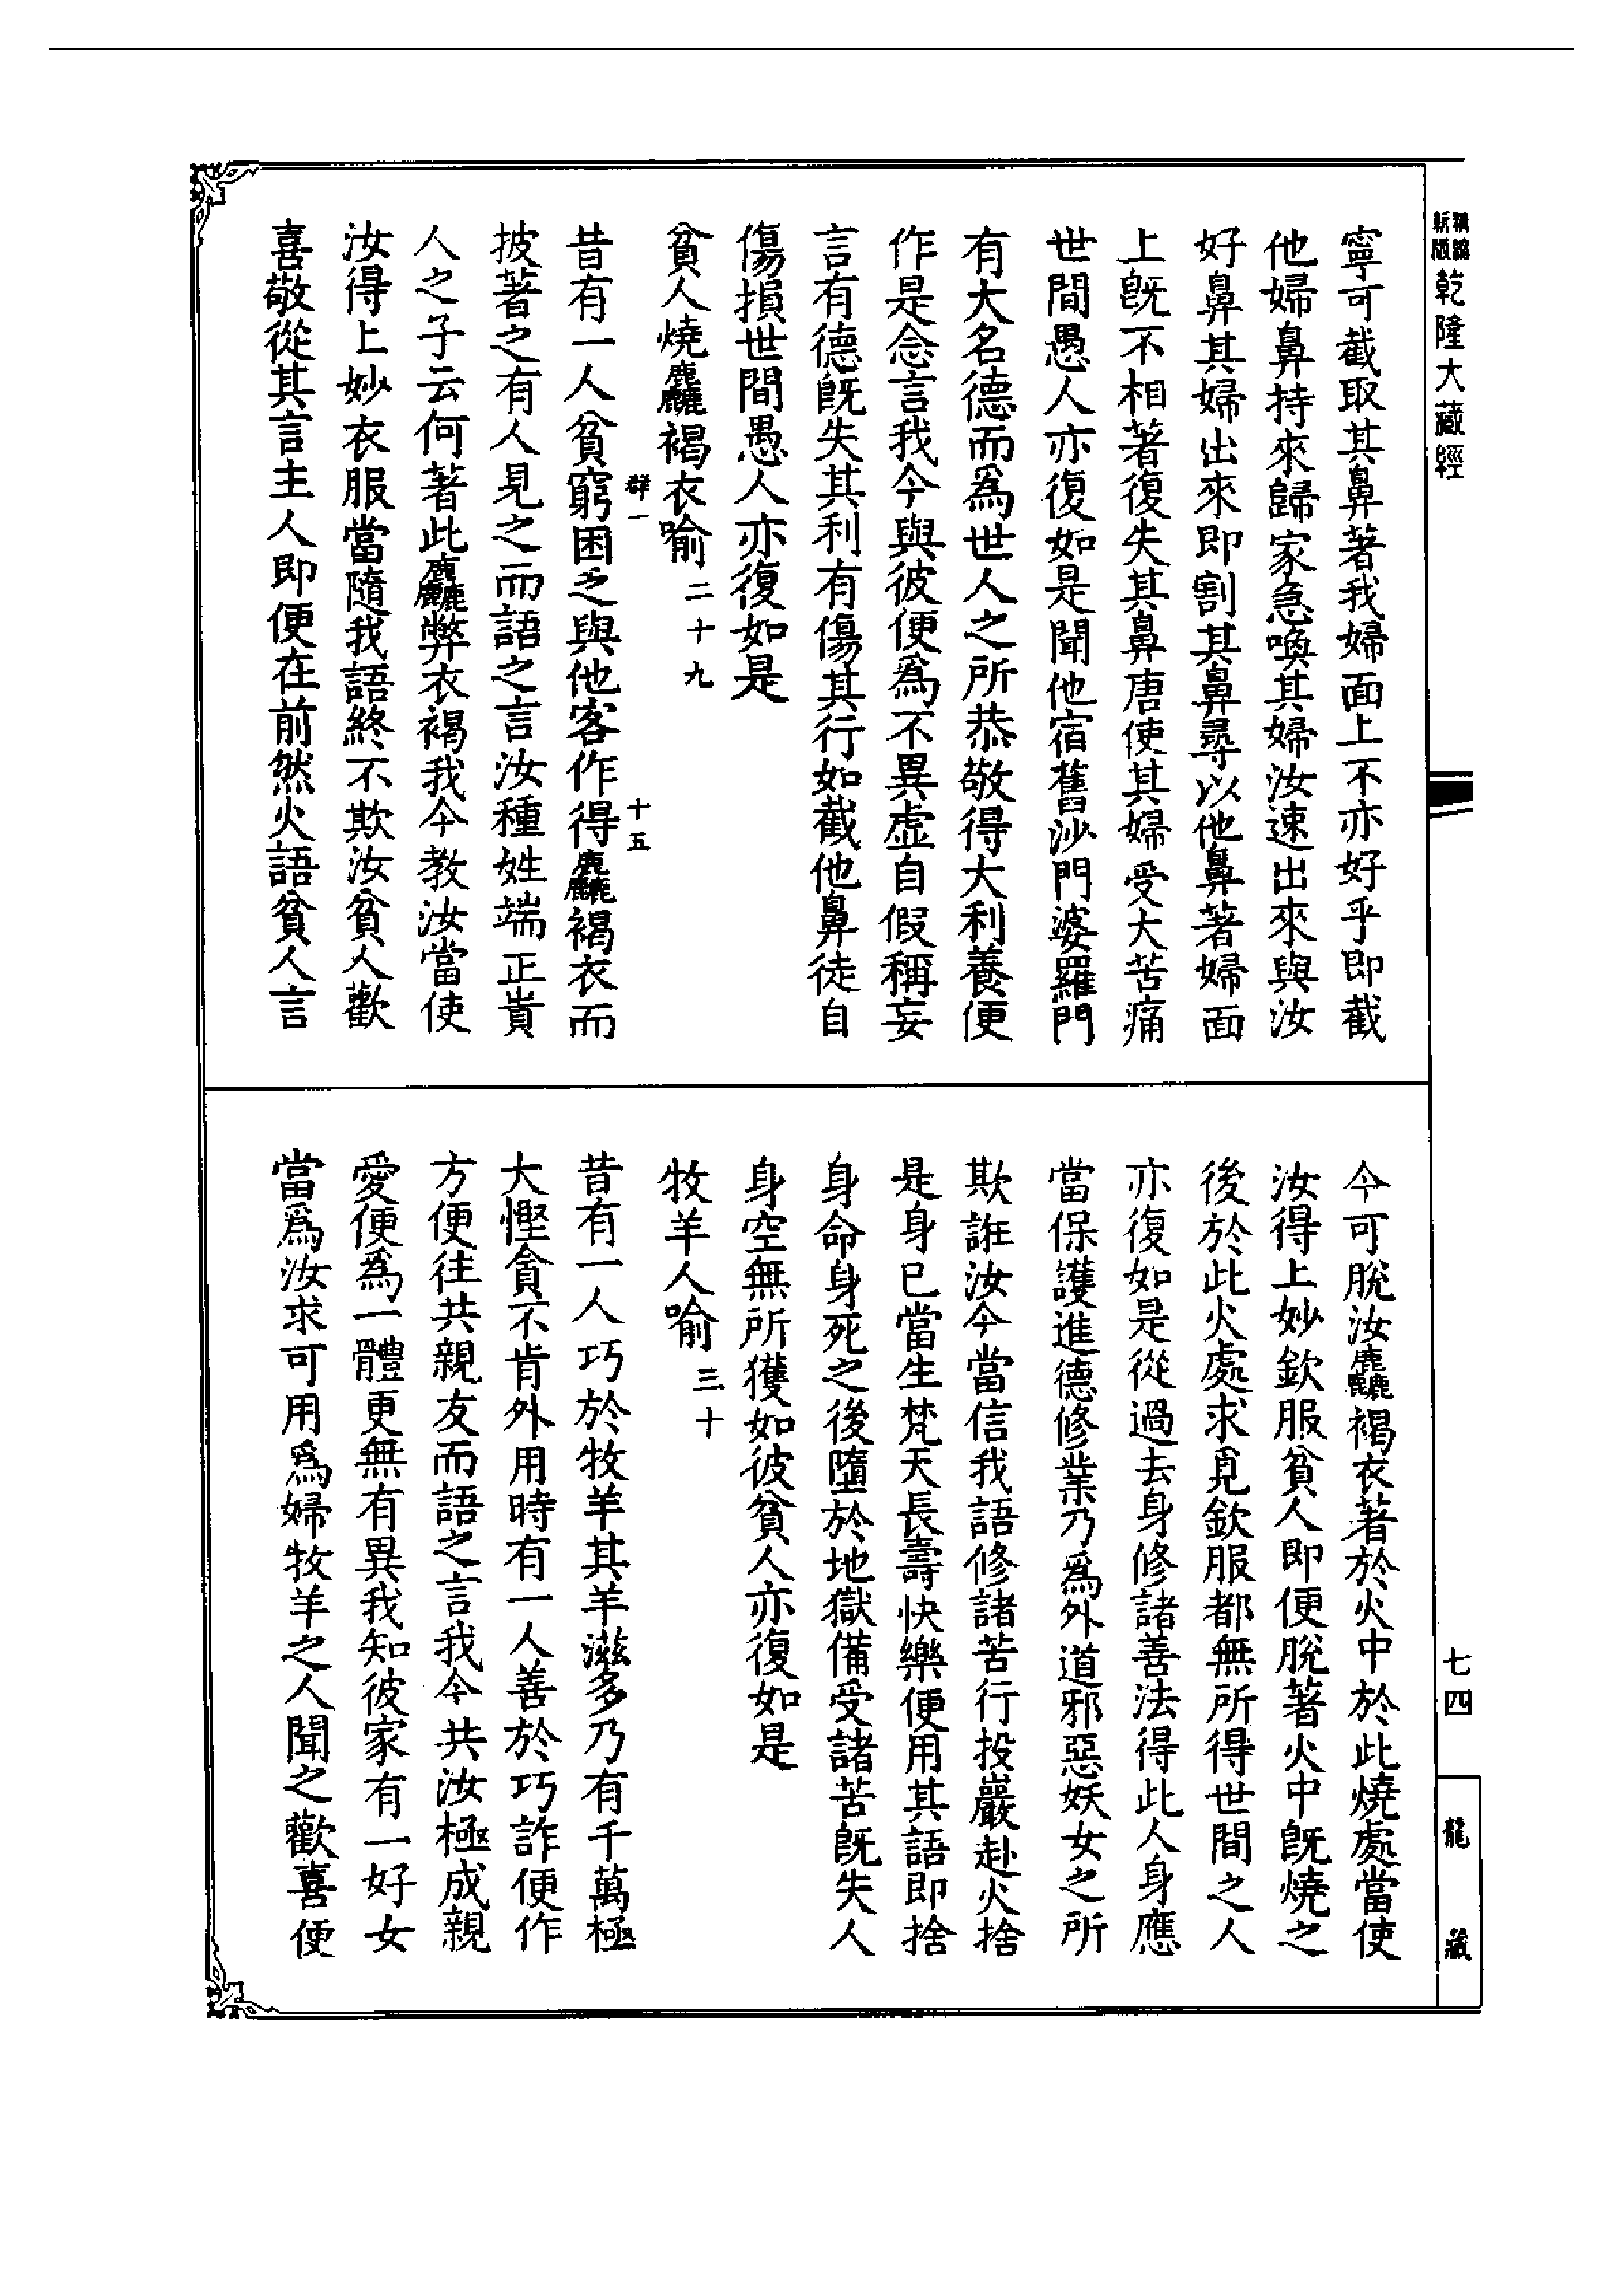 乾隆大藏經
寧可截取其鼻著我婦面上不亦好乎即截
他婦鼻持來歸家急喚其婦汝速出來與汝
好鼻其婦出來即割其鼻尋以他鼻著婦面
上旣不相著復失其鼻唐使其婦受大苦痛
世間愚人亦復如是聞他宿舊沙門婆羅門
有大名德而爲世人之所恭敬得大利養便
作是念言我今與彼便爲不異虛自假稱妄
言有德旣失其利有傷其行如截他鼻徒自
傷損世間愚人亦復如是
貧人燒麤褐衣喻二十九
群一
十五
昔有一人貧窮困乏與他客作得麤褐衣而
披著之有人見之而語之言汝種姓端正貴
人之子云何著此麤弊衣褐我今教汝當使
汝得上妙衣服當隨我語終不欺汝貧人歡
喜敬從其言主人即便在前然火語貧人言
今可脫汝麤褐衣著於火中於此燒處當使
汝得上妙欽服貧人即便脫著火中旣燒之
後於此火處求覓欽服都無所得世間之人
亦復如是從過去身修諸善法得此人身應
當保護進德修業乃爲外道邪惡妖女之所
欺誑汝今當信我語修諸苦行投巖赴火捨
是身已當生梵天長壽快樂便用其語即捨
身命身死之後墮於地獄備受諸苦旣失人
身空無所獲如彼貧人亦復如是
牧羊人喻三十
昔有一人巧於牧羊其羊滋多乃有千萬極
大慳貪不肯外用時有一人善於巧詐便作
方便往共親友而語之言我今共汝極成親
愛便爲一體更無有異我知彼家有一好女
當爲汝求可用爲婦牧羊之人聞之歡喜便
七四
龍藏